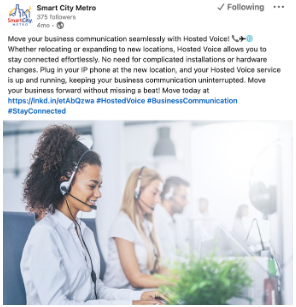 SmartCity
METRO
Smart City Metro
375 followers
4mo •
Following
Move your business communication seamlessly with Hosted Voice! 📞✈🌐
Whether relocating or expanding to new locations, Hosted Voice allows you to
stay connected effortlessly. No need for complicated installations or hardware
changes. Plug in your IP phone at the new location, and your Hosted Voice service
is up and running, keeping your business communication uninterrupted. Move
your business forward without missing a beat! Move today at
https://lnkd.in/etAbQzwa #HostedVoice #BusinessCommunication
#StayConnected